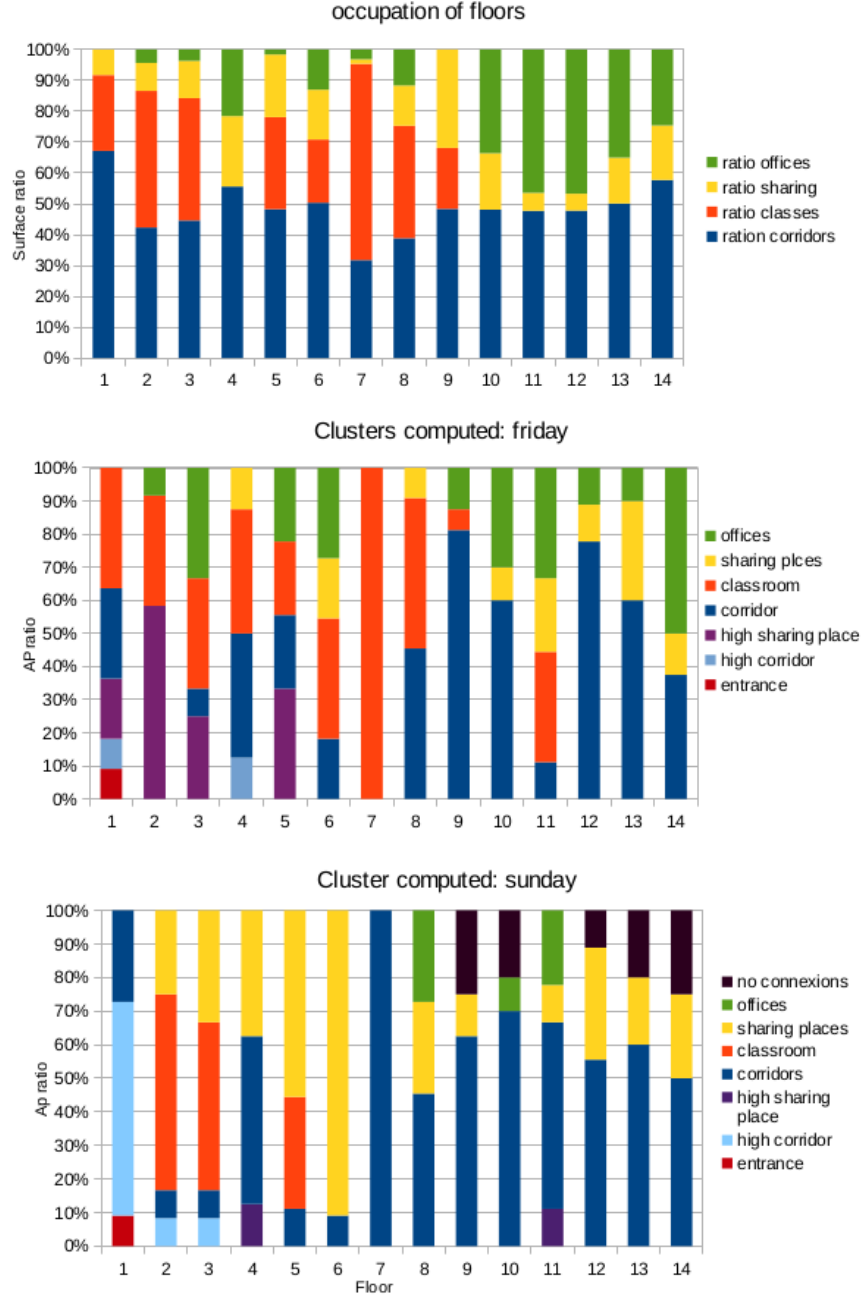 occupation of floors
100%
90%
80%
70%
60%
50%
40%
30%
20%
10%
0%
Surface ratio
1 2 3 4 5 6 7 8 9 10 11 12 13 14
ratio offices
ratio sharing
ratio classes
ration corridors
Clusters computed: friday
100%
90%
80%
70%
60%
50%
40%
30%
20%
10%
0%
AP ratio
1 2 3 4 5 6 7 8 9 10 11 12 13 14
offices
sharing plces
classroom
corridor
high sharing place
high corridor
entrance
Cluster computed: sunday
100%
90%
80%
70%
60%
50%
40%
30%
20%
10%
0%
Ap ratio
1 2 3 4 5 6 7 8 9 10 11 12 13 14
Floor
no connexions
offices
sharing places
classroom
corridors
high sharing
place
high corridor
entrance